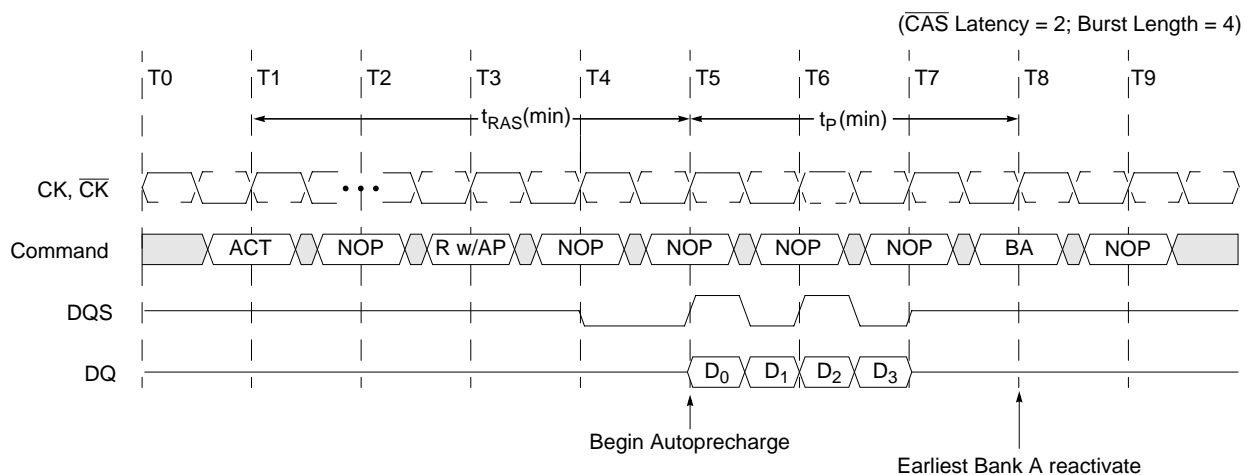 (CAS Latency = 2; Burst Length = 4)
T0 T1 T2 T3 T4 T5 T6 T7 T8 T9
tRAS(min) tP(min)
CK, CK
Command ACT NOP R w/AP NOP NOP NOP NOP BA NOP
DQS
DQ D0 D1 D2 D3
Begin Autoprecharge
Earliest Bank A reactivate